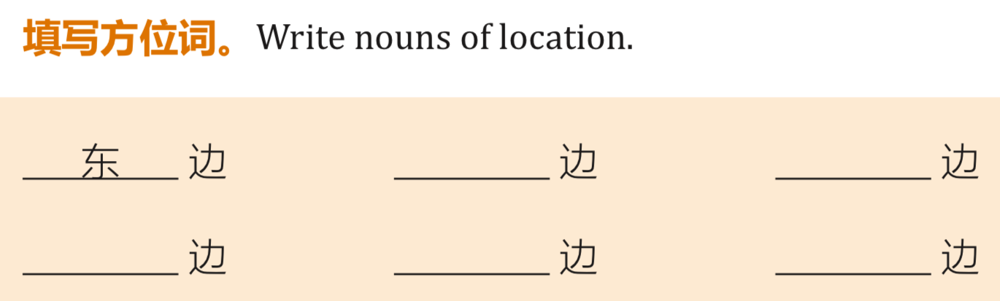 填写方位词。 Write nouns of location.
东 边 边 边
边 边 边